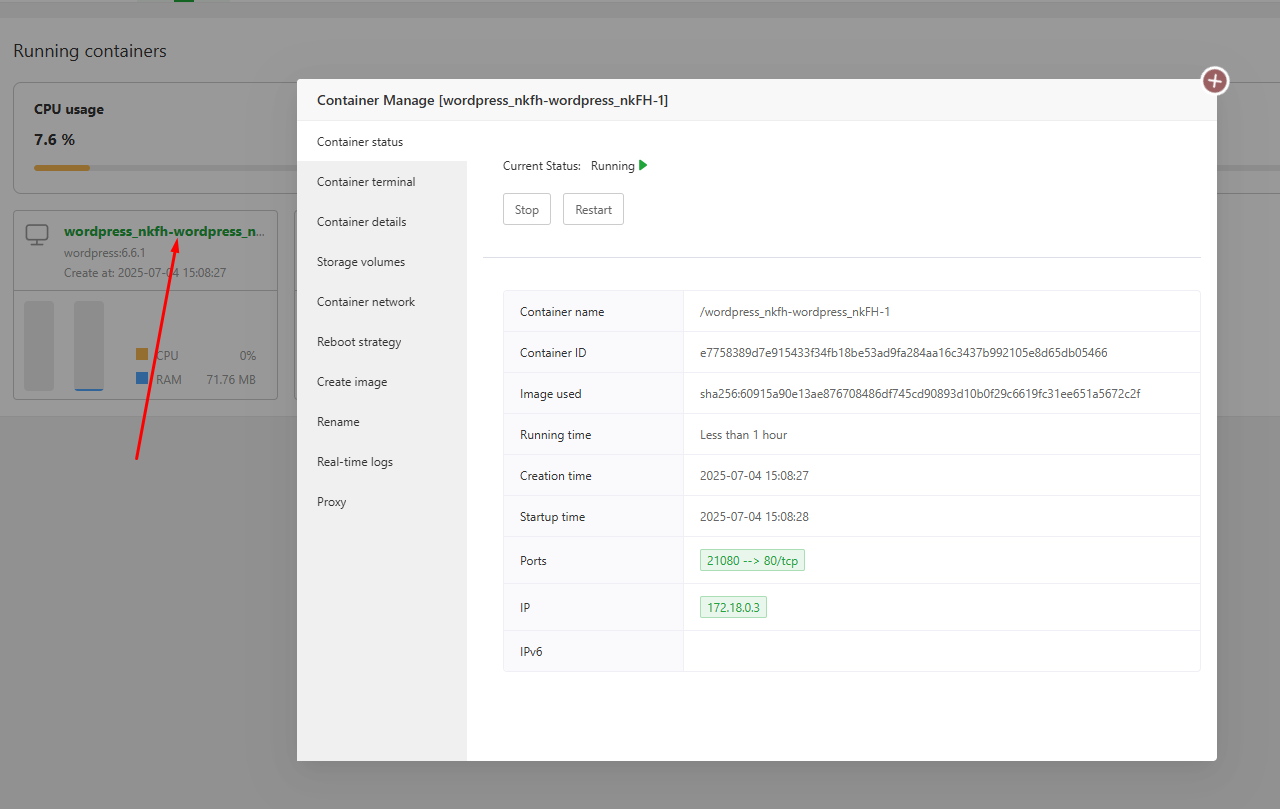 Running containers
CPU usage
7.6 %
wordpress_nkfh-wordpress_n...
wordpress:6.6.1
Create at: 2025-07-04 15:08:27
CPU 0%
RAM 71.76 MB
Container Manage [wordpress_nkfh-wordpress_nkFH-1]
Container status
Container terminal
Container details
Storage volumes
Container network
Reboot strategy
Create image
Rename
Real-time logs
Proxy
Current Status: Running
Stop Restart
Container name /wordpress_nkfh-wordpress_nkFH-1
Container ID e7758389d7e915433f34fb18be53ad9fa284aa16c3437b992105e8d65db05466
Image used sha256:60915a90e13ae876708486df745cd90893d10b0f29c6619fc31ee651a5672c2f
Running time Less than 1 hour
Creation time 2025-07-04 15:08:27
Startup time 2025-07-04 15:08:28
Ports 21080 --> 80/tcp
IP 172.18.0.3
IPv6